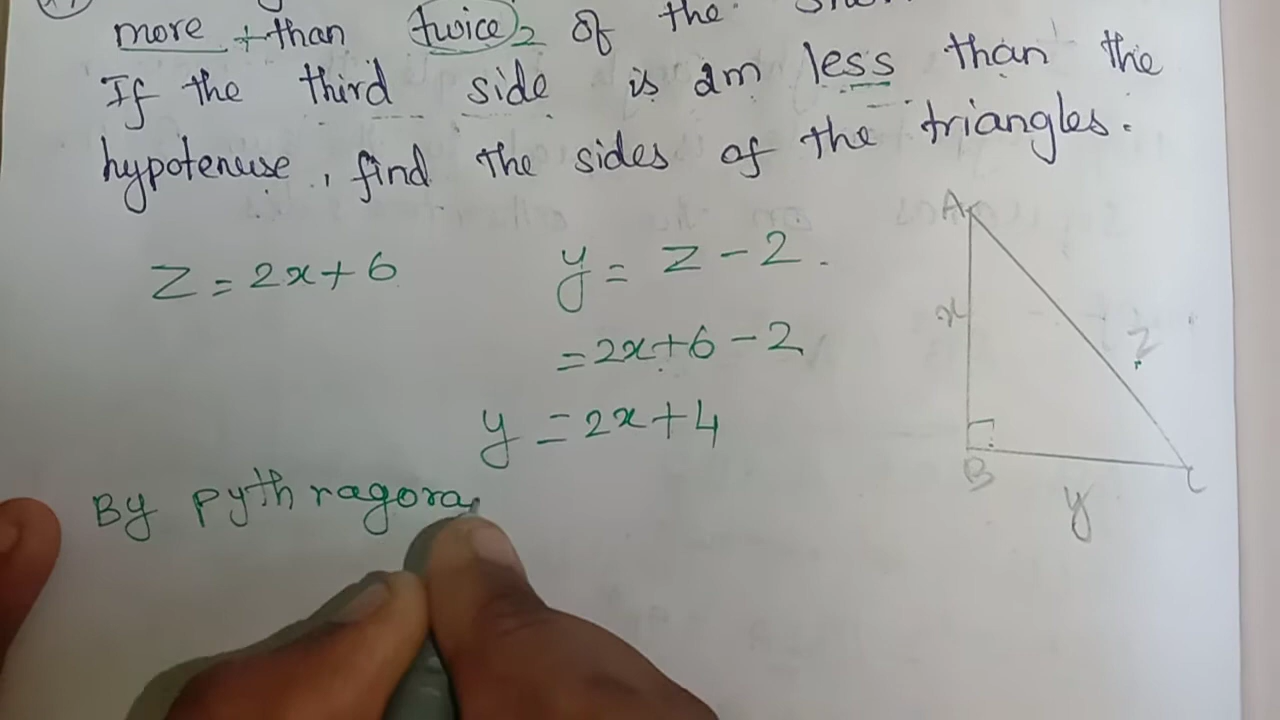 more + than twice 2 of the
If the third side is 2m less than the
hypotenuse, find the sides of the triangles.
z = 2x + 6
y = z - 2.
= 2x + 6 - 2
y = 2x + 4
By pythragora
A
x
z
B
C
y